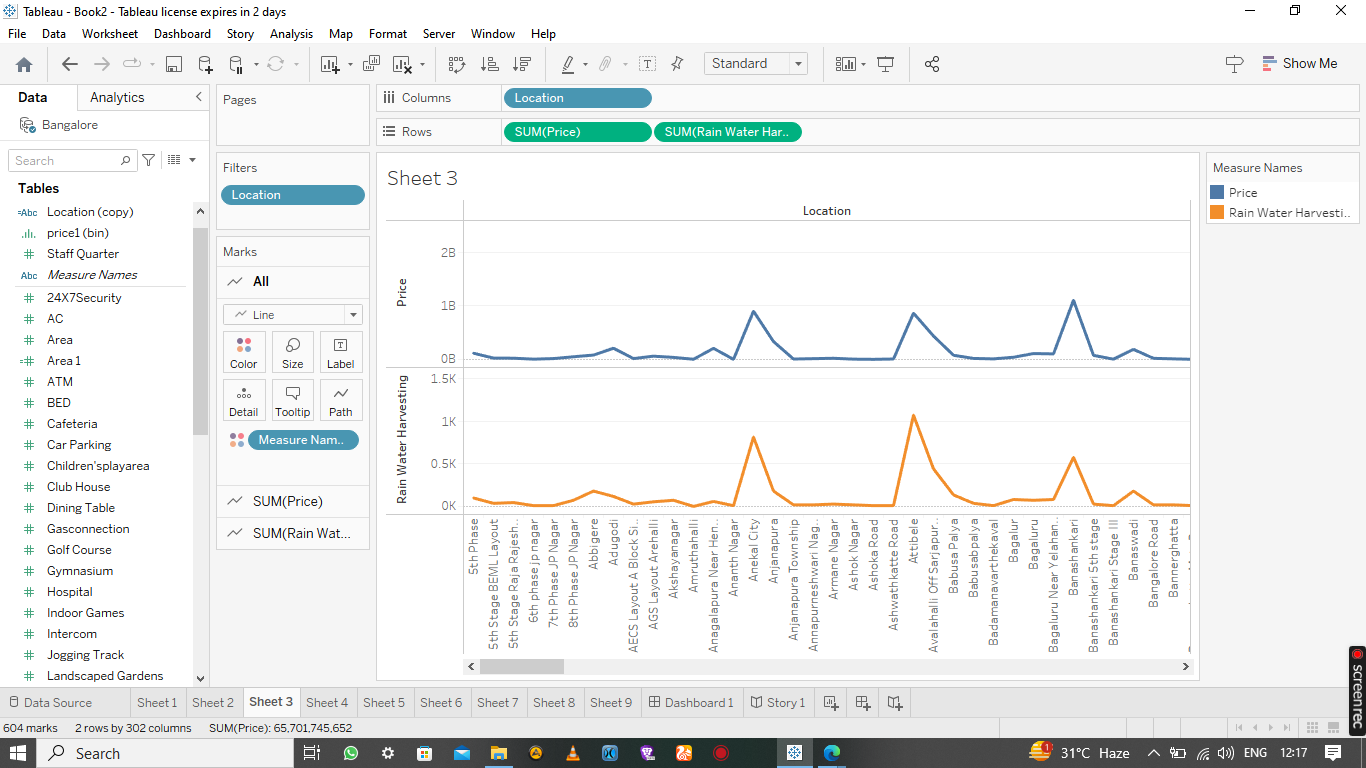 Tableau - Book2 - Tableau license expires in 2 days
File Data Worksheet Dashboard Story Analysis Map Format Server Window Help
Standard
Show Me
Data Analytics
Bangalore
Search
Tables
Abc Location (copy)
price1 (bin)
Staff Quarter
Abc Measure Names
24X7Security
AC
Area
Area 1
ATM
BED
Cafeteria
Car Parking
Children'splayarea
Club House
Dining Table
Gasconnection
Golf Course
Gymnasium
Hospital
Indoor Games
Intercom
Jogging Track
Landscaped Gardens
Pages
Filters
Location
Marks
All
Line
Color Size Label
Detail Tooltip Path
Measure Nam..
SUM(Price)
SUM(Rain Wat...
Columns Location
Rows SUM(Price) SUM(Rain Water Har..
Sheet 3
Location
Price
2B
1B
0B
Rain Water Harvesting
1.5K
1K
0.5K
0K
5th Phase
5th Stage BEML Layout
5th Stage Raja Rajesh..
6th phase jp nagar
7th Phase JP Nagar
8th Phase JP Nagar
Abbigere
Adugodi
AECS Layout A Block Si..
AGS Layout Arehalli
Akshayanagar
Amruthahalli
Anagalapura Near Hen..
Ananth Nagar
Anekal City
Anjanapura
Anjanapura Township
Annapurneshwari Nag..
Armane Nagar
Ashok Nagar
Ashoka Road
Ashwathkatte Road
Attibele
Avalahalli Off Sarjapur..
Babusa Palya
Babusabpalya
Badamanavarthekaval
Bagalur
Bagaluru
Bagaluru Near Yelahan..
Banashankari
Banashankari 5th stage
Banashankari Stage III
Banaswadi
Bangalore Road
Bannerghatta
Measure Names
Price
Rain Water Harvesti..
Data Source Sheet 1 Sheet 2 Sheet 3 Sheet 4 Sheet 5 Sheet 6 Sheet 7 Sheet 8 Sheet 9 Dashboard 1 Story 1
604 marks 2 rows by 302 columns SUM(Price): 65,701,745,652
screenrec
Search
1 31°C Haze ENG 12:17